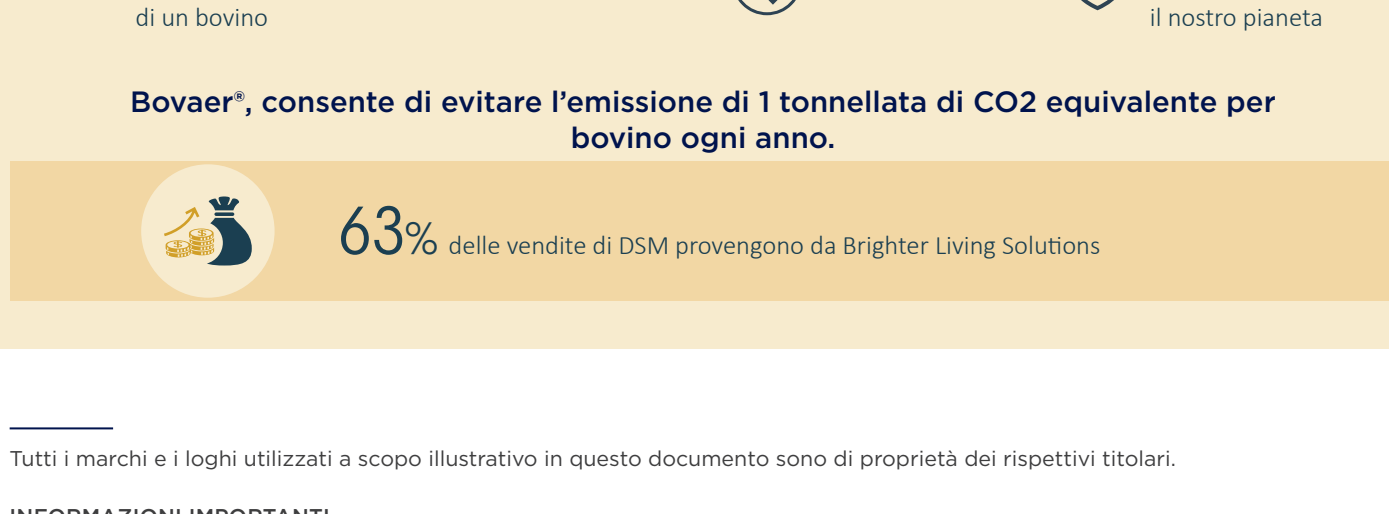 di un bovino
il nostro pianeta
Bovaer®, consente di evitare l'emissione di 1 tonnellata di CO2 equivalente per
bovino ogni anno.
63% delle vendite di DSM provengono da Brighter Living Solutions
Tutti i marchi e i loghi utilizzati a scopo illustrativo in questo documento sono di proprietà dei rispettivi titolari.
INFORMAZIONI IMPORTANTI